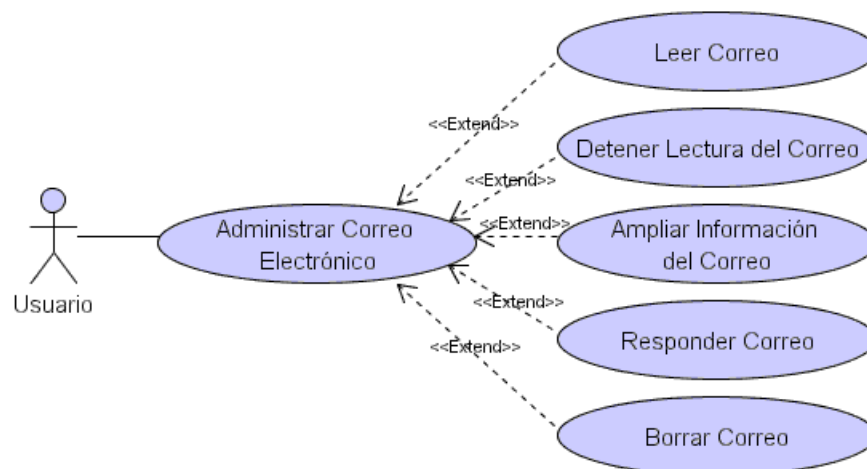 Leer Correo
<<Extend>>
Detener Lectura del Correo
<<Extend>>
Administrar Correo
Electrónico
<<Extend>>
Ampliar Información
del Correo
Usuario
<<Extend>>
Responder Correo
<<Extend>>
Borrar Correo